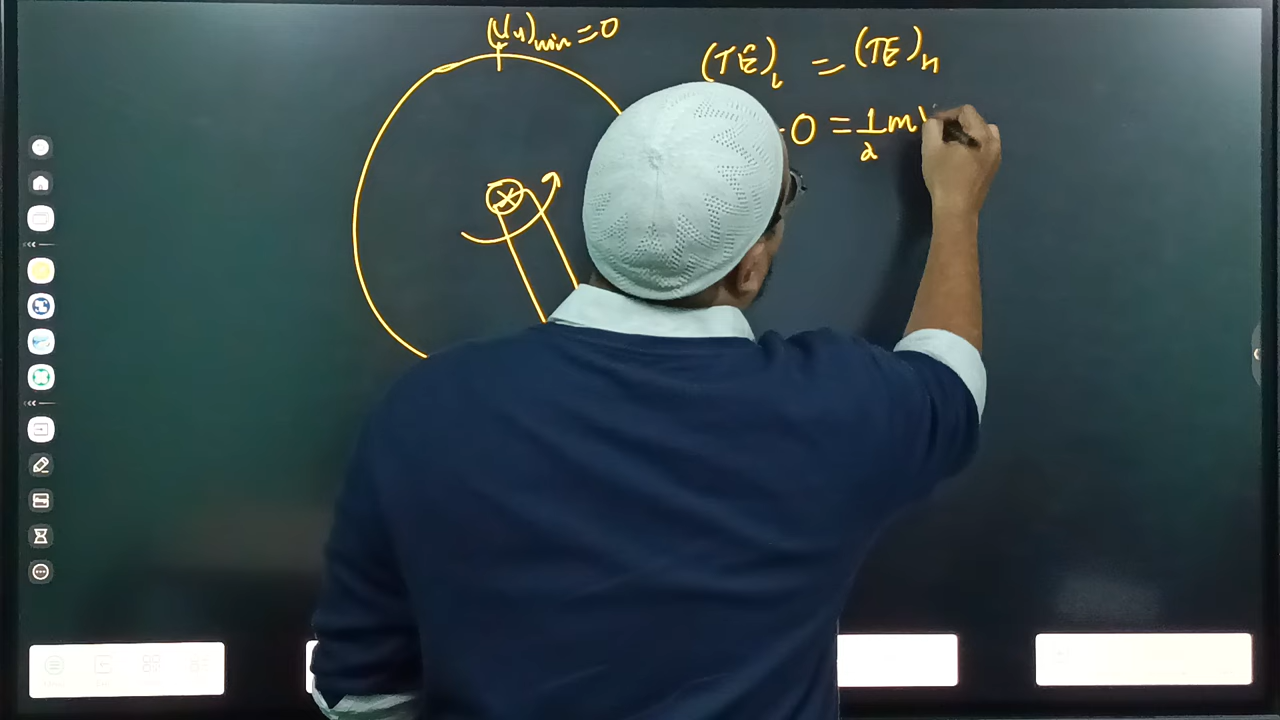 (V_H)_min = 0
(TE)_L = (TE)_H
0 = 1/2 m